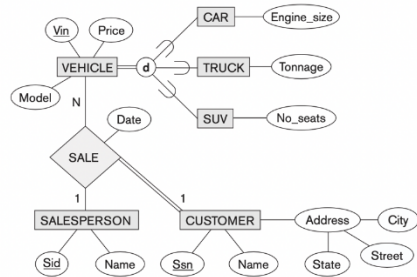 CAR
Engine_size
Vin
Price
VEHICLE
d
TRUCK
Tonnage
Model
N
SUV
No_seats
Date
SALE
1
1
SALESPERSON
CUSTOMER
Address
City
Sid
Name
Ssn
Name
State
Street